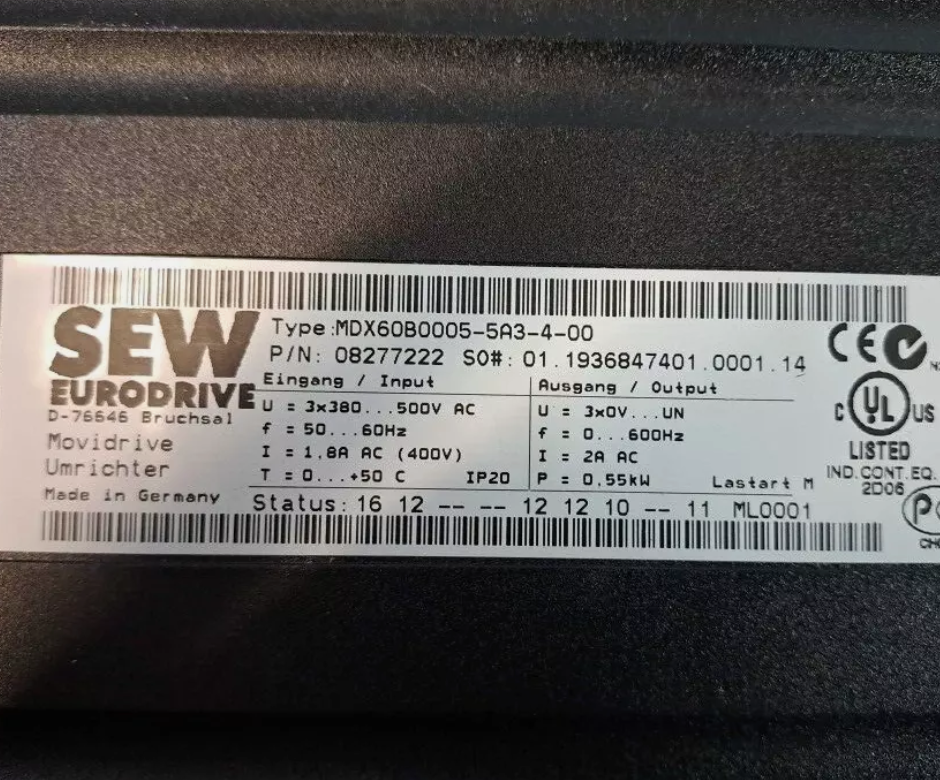 SEW
EURODRIVE
D-76646 Bruchsal
Movidrive
Umrichter
Made in Germany
Type:MDX60B0005-5A3-4-00
P/N: 08277222 SO#: 01.1936847401.0001.14
Eingang / Input
U = 3x380...500V AC
f = 50...60Hz
I = 1,8A AC (400V)
T = 0...+50 C IP20
Ausgang / Output
U = 3x0V...UN
f = 0...600Hz
I = 2A AC
P = 0,55kW Lastart M
Status: 16 12 -- -- 12 12 10 -- 11 ML0001
CE
C UL US
LISTED
IND.CONT.EQ.
2D06